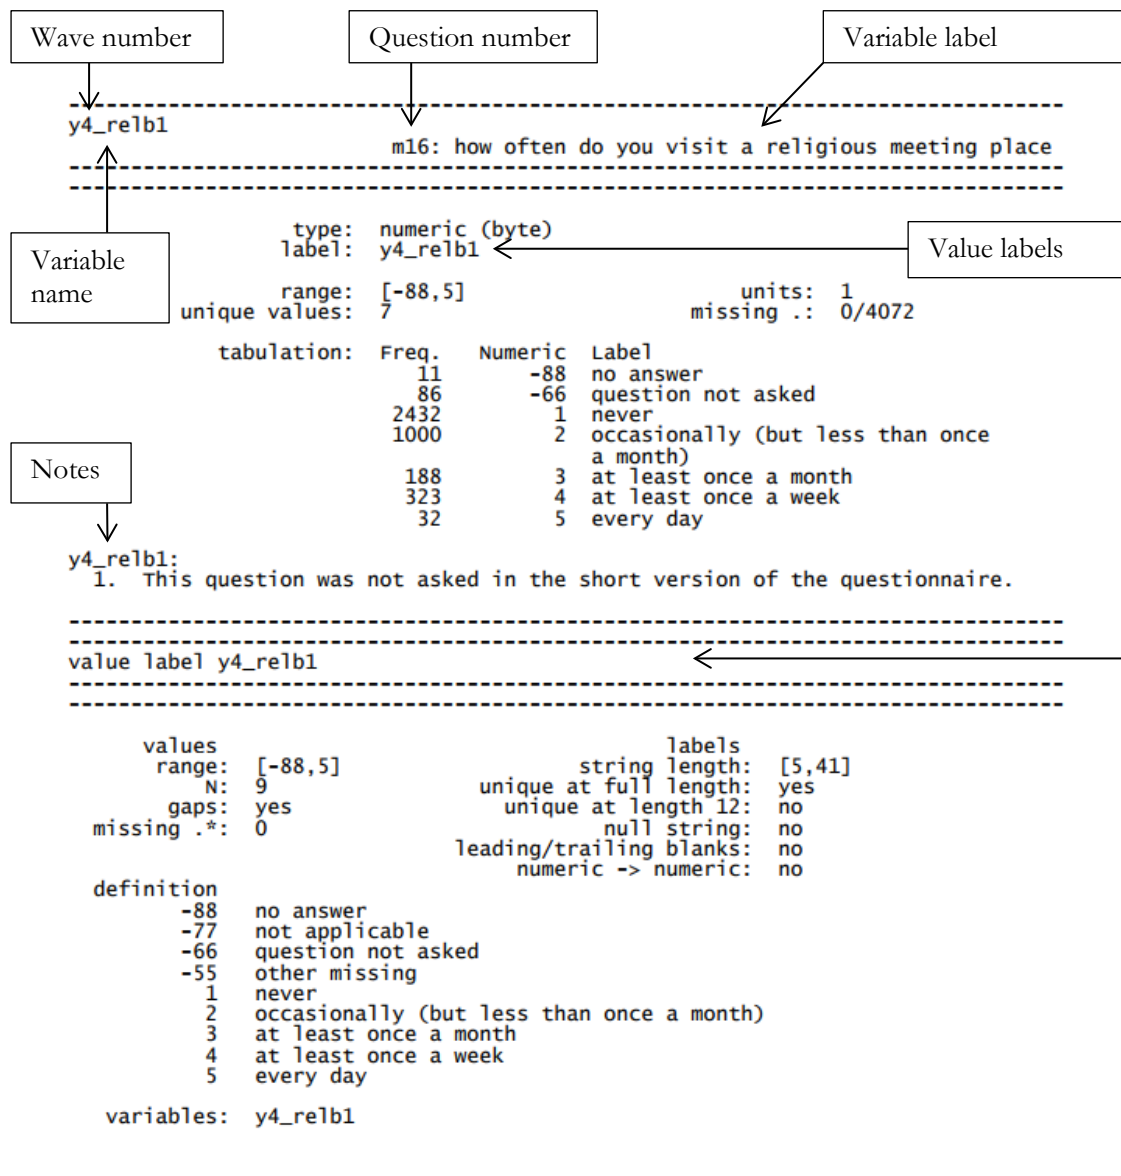 Wave number
Question number
Variable label
y4_relb1
m16: how often do you visit a religious meeting place
Variable
name
type: numeric (byte)
label: y4_relb1
Value labels
range: [-88,5] units: 1
unique values: 7 missing .: 0/4072
tabulation: Freq. Numeric Label
11 -88 no answer
86 -66 question not asked
2432 1 never
1000 2 occasionally (but less than once
a month)
188 3 at least once a month
323 4 at least once a week
32 5 every day
Notes
y4_relb1:
1. This question was not asked in the short version of the questionnaire.
value label y4_relb1
values labels
range: [-88,5] string length: [5,41]
N: 9 unique at full length: yes
gaps: yes unique at length 12: no
missing .*: 0 null string: no
leading/trailing blanks: no
numeric -> numeric: no
definition
-88 no answer
-77 not applicable
-66 question not asked
-55 other missing
1 never
2 occasionally (but less than once a month)
3 at least once a month
4 at least once a week
5 every day
variables: y4_relb1